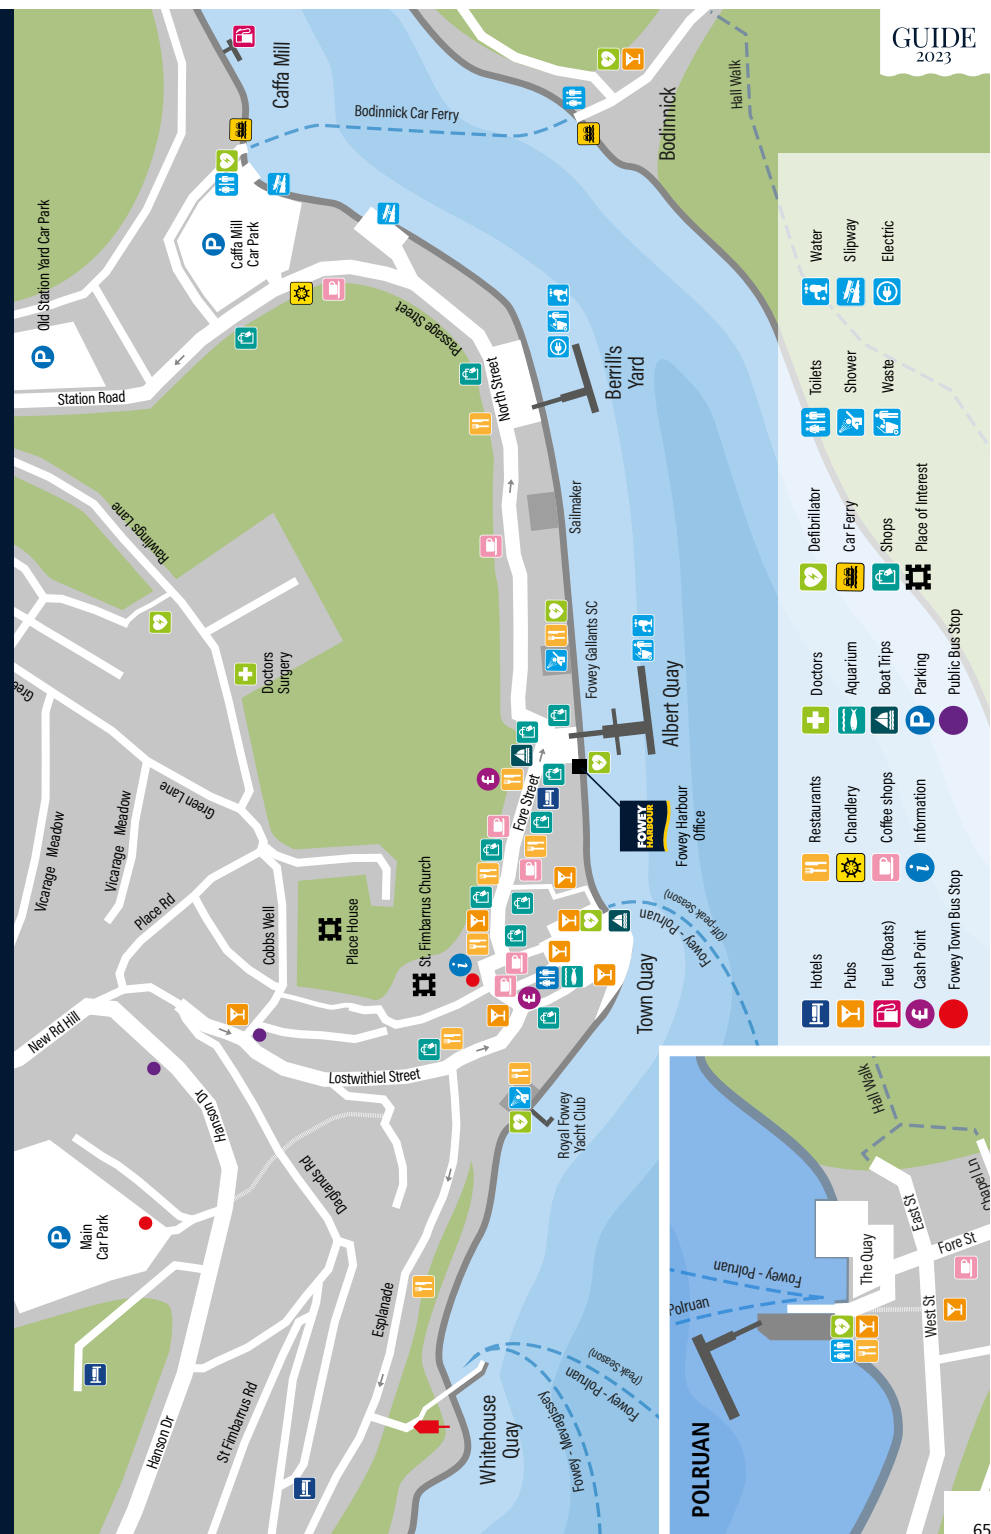 GUIDE
2023
Caffa Mill
Bodinnick Car Ferry
Bodinnick
Hall Walk
Old Station Yard Car Park
P
P
Caffa Mill
Car Park
Station Road
Passage Street
North Street
Berrill's
Yard
Rawlings Lane
Sailmaker
Doctors
Surgery
Fowey Gallants SC
Albert Quay
Green Lane
Vicarage Meadow
Vicarage Meadow
Fore Street
£
FOWEY
HARBOUR
Fowey Harbour
Office
Place Rd
Cobbs Well
Place House
St. Fimbarrus Church
i
£
Town Quay
Fowey - Polruan
(Off-peak Season)
New Rd Hill
Lostwithiel Street
Hanson Dr
Daglands Rd
Royal Fowey
Yacht Club
P
Main
Car Park
Esplanade
Hanson Dr
St Fimbarrus Rd
Whitehouse
Quay
Fowey - Polruan
(Peak Season)
Fowey - Mevagissey
Hotels
Pubs
Fuel (Boats)
£
Cash Point
Fowey Town Bus Stop
Restaurants
Chandlery
Coffee shops
i
Information
Doctors
Aquarium
Boat Trips
P
Parking
Public Bus Stop
Defibrillator
Car Ferry
Shops
Place of Interest
Toilets
Shower
Waste
Water
Slipway
Electric
POLRUAN
Polruan
Fowey - Polruan
The Quay
East St
West St
Fore St
Chapel Ln
Hall Walk
65